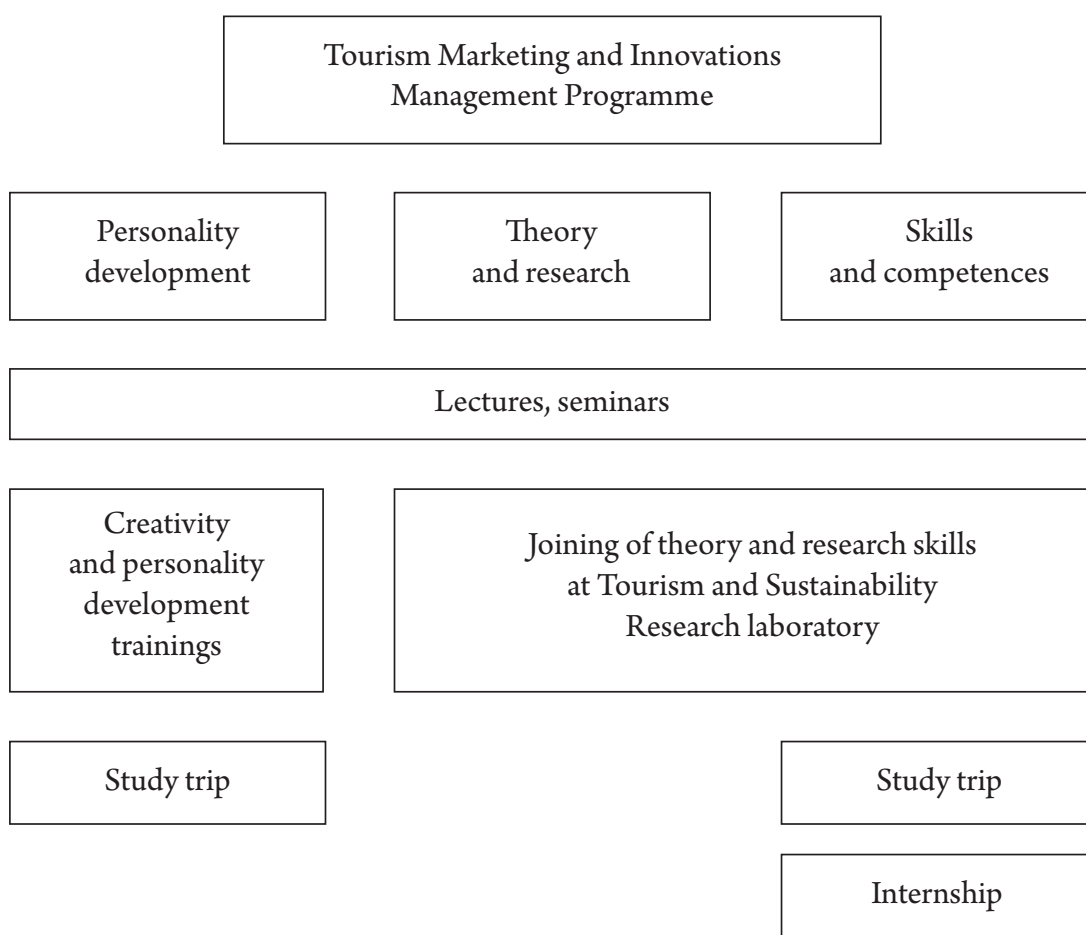 Tourism Marketing and Innovations
Management Programme
Personality
development
Theory
and research
Skills
and competences
Lectures, seminars
Creativity
and personality
development
trainings
Joining of theory and research skills
at Tourism and Sustainability
Research laboratory
Study trip
Study trip
Internship